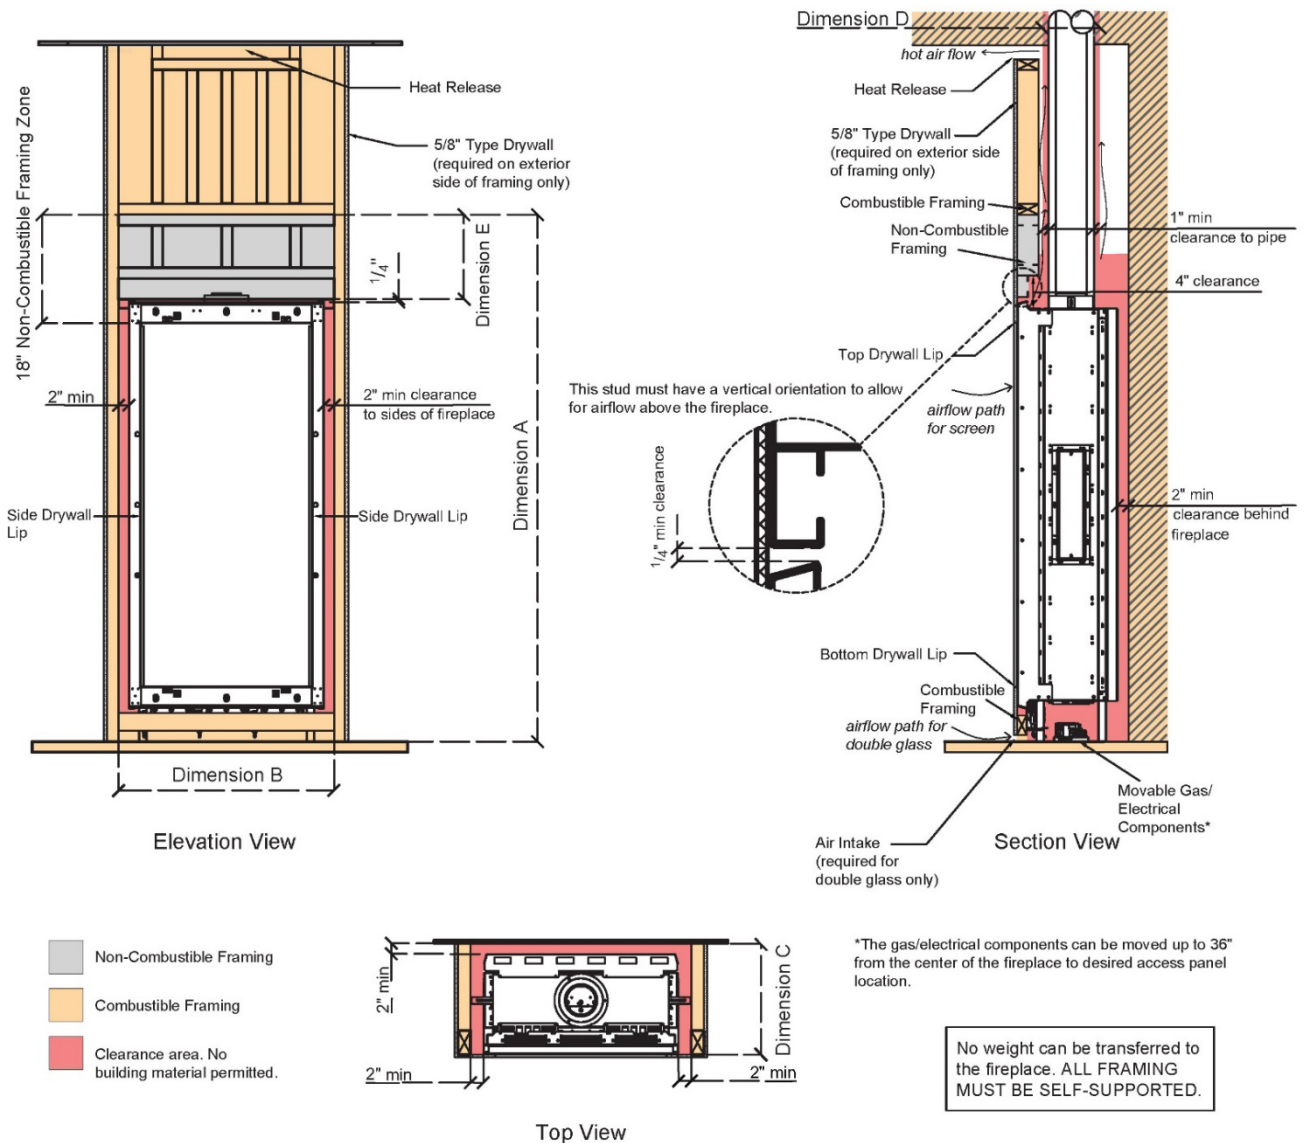 Heat Release
5/8" Type Drywall
(required on exterior
side of framing only)
18" Non-Combustible Framing Zone
1/4"
Dimension E
Dimension A
2" min
2" min clearance
to sides of fireplace
Side Drywall
Lip
Side Drywall Lip
Dimension B
Elevation View
Dimension D
hot air flow
Heat Release
5/8" Type Drywall
(required on exterior side
of framing only)
Combustible Framing
Non-Combustible
Framing
1" min
clearance to pipe
4" clearance
Top Drywall Lip
This stud must have a vertical orientation to allow
for airflow above the fireplace.
airflow path
for screen
1/4" min clearance
2" min
clearance behind
fireplace
Bottom Drywall Lip
Combustible
Framing
airflow path for
double glass
Movable Gas/
Electrical
Components*
Air Intake
(required for
double glass only)
Section View
Non-Combustible Framing
Combustible Framing
Clearance area. No
building material permitted.
2" min
Dimension C
2" min
2" min
Top View
*The gas/electrical components can be moved up to 36"
from the center of the fireplace to desired access panel
location.
No weight can be transferred to
the fireplace. ALL FRAMING
MUST BE SELF-SUPPORTED.